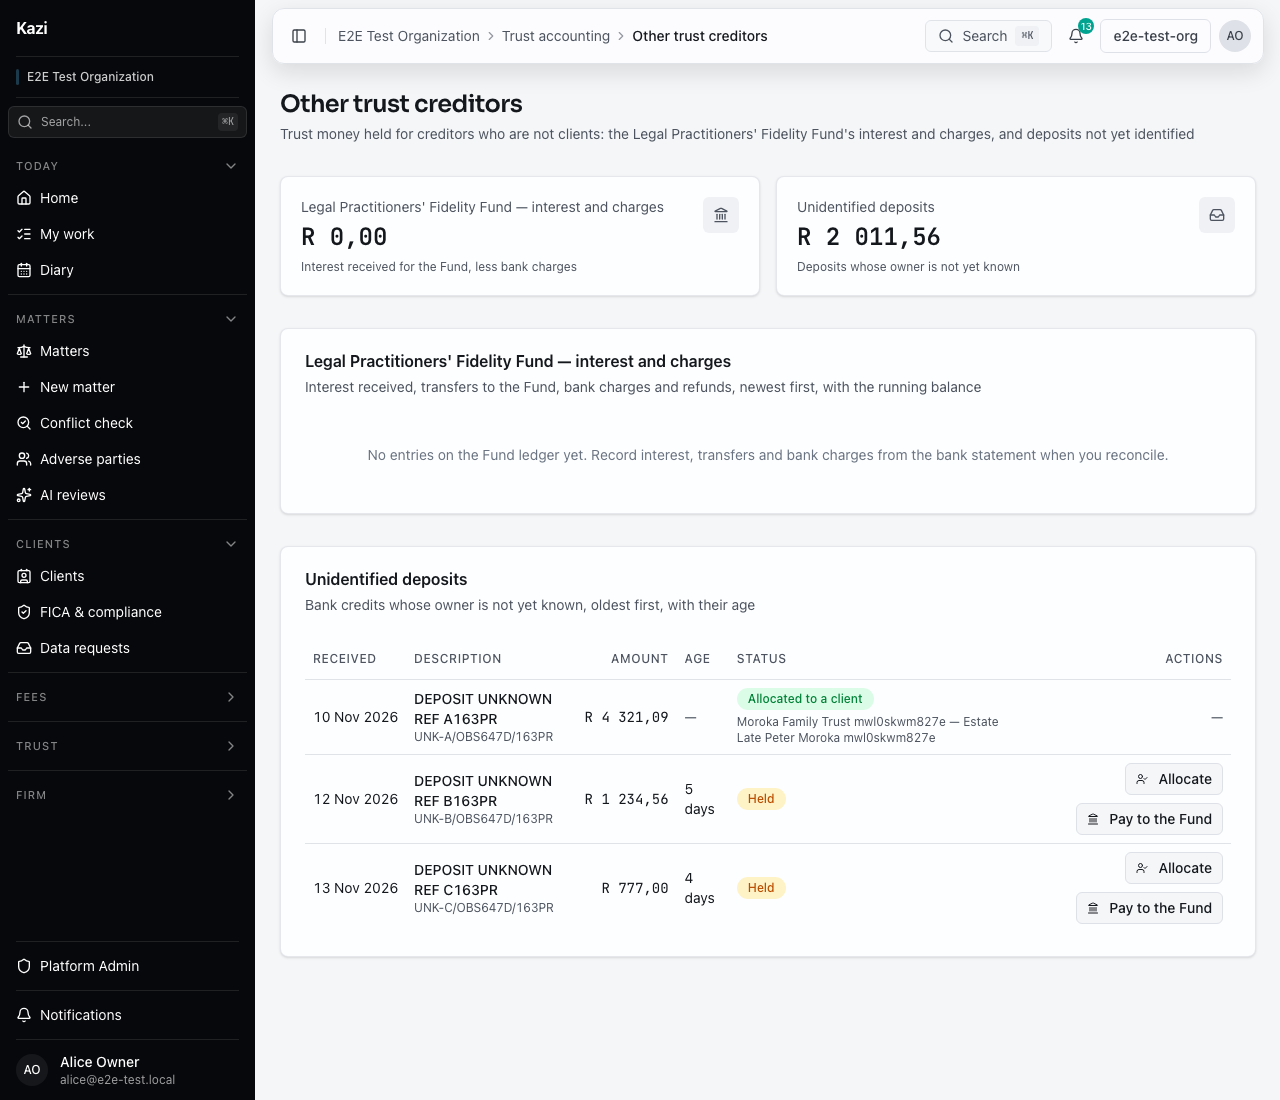 Kazi
E2E Test Organization
Search...
⌘K
TODAY
Home
My work
Diary
MATTERS
Matters
New matter
Conflict check
Adverse parties
AI reviews
CLIENTS
Clients
FICA & compliance
Data requests
FEES
TRUST
FIRM
Platform Admin
Notifications
AO
Alice Owner
alice@e2e-test.local
E2E Test Organization
Trust accounting
Other trust creditors
Search ⌘K
13
e2e-test-org
AO
Other trust creditors
Trust money held for creditors who are not clients: the Legal Practitioners' Fidelity Fund's interest and charges, and deposits not yet identified
Legal Practitioners' Fidelity Fund — interest and charges
R 0,00
Interest received for the Fund, less bank charges
Unidentified deposits
R 2 011,56
Deposits whose owner is not yet known
Legal Practitioners' Fidelity Fund — interest and charges
Interest received, transfers to the Fund, bank charges and refunds, newest first, with the running balance
No entries on the Fund ledger yet. Record interest, transfers and bank charges from the bank statement when you reconcile.
Unidentified deposits
Bank credits whose owner is not yet known, oldest first, with their age
RECEIVED DESCRIPTION AMOUNT AGE STATUS ACTIONS
10 Nov 2026
DEPOSIT UNKNOWN
REF A163PR
UNK-A/OBS647D/163PR
R 4 321,09
—
Allocated to a client
Moroka Family Trust mwl0skwm827e — Estate
Late Peter Moroka mwl0skwm827e
—
12 Nov 2026
DEPOSIT UNKNOWN
REF B163PR
UNK-B/OBS647D/163PR
R 1 234,56
5
days
Held
Allocate
Pay to the Fund
13 Nov 2026
DEPOSIT UNKNOWN
REF C163PR
UNK-C/OBS647D/163PR
R 777,00
4
days
Held
Allocate
Pay to the Fund